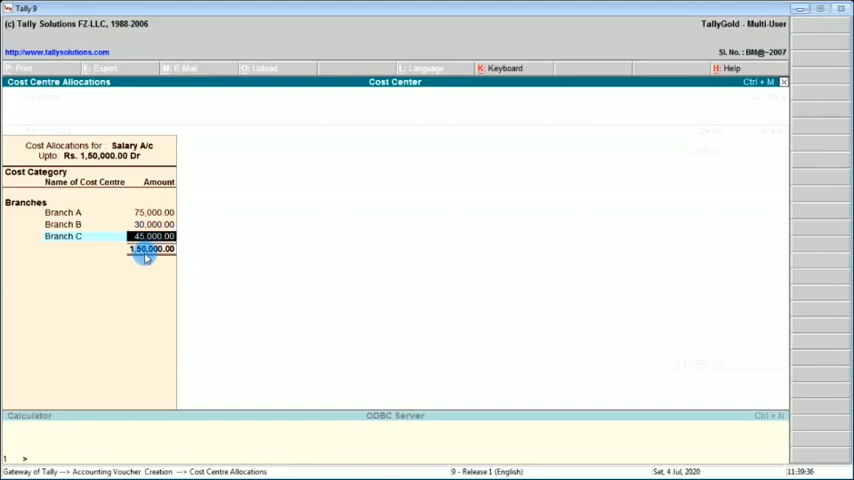 Tally 9
(c) Tally Solutions FZ-LLC, 1988-2006
TallyGold - Multi-User
http://www.tallysolutions.com
Sl. No. : BM@~2007
P: Print E: Export M: E-Mail O: Upload L: Language K: Keyboard H: Help
Cost Centre Allocations Cost Center Ctrl + M
Cost Allocations for : Salary A/c
Upto: Rs. 1,50,000.00 Dr
Cost Category
Name of Cost Centre Amount
Branches
Branch A 75,000.00
Branch B 30,000.00
Branch C 45,000.00
1,50,000.00
Calculator ODBC Server Ctrl + N
1 >
Gateway of Tally --> Accounting Voucher Creation --> Cost Centre Allocations 9 - Release 1 (English) Sat, 4 Jul, 2020 11:39:36